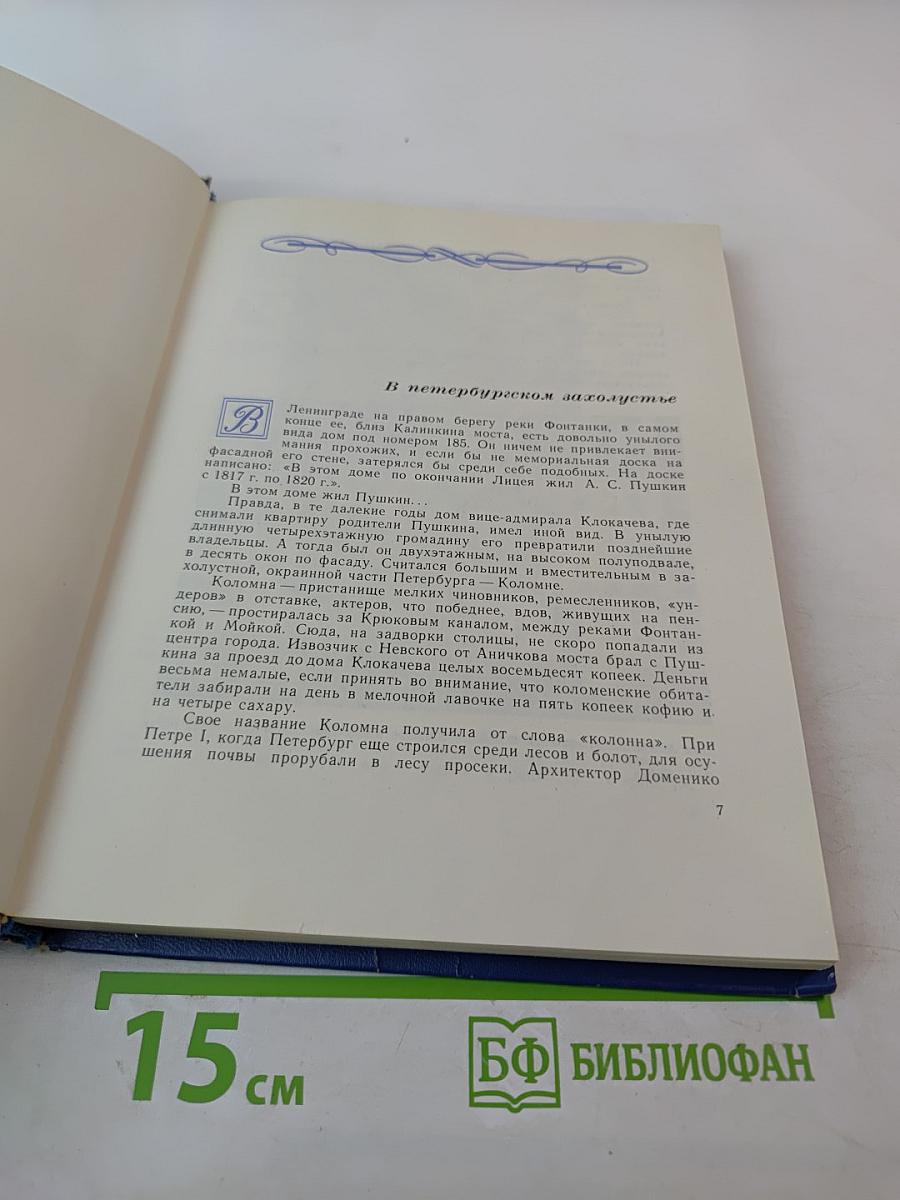 В петербургском захолустье
В Ленинграде на правом берегу реки Фонтанки, в самом
конце ее, близ Калинкина моста, есть довольно унылого
вида дом под номером 185. Он ничем не привлекает вни-
мания прохожих, и если бы не мемориальная доска на
фасадной его стене, затерялся бы среди себе подобных. На доске
написано: «В этом доме по окончании Лицея жил А. С. Пушкин
с 1817 г. по 1820 г.».
В этом доме жил Пушкин...
Правда, в те далекие годы дом вице-адмирала Клокачева, где
снимали квартиру родители Пушкина, имел иной вид. В унылую
длинную четырехэтажную громадину его превратили позднейшие
владельцы. А тогда был он двухэтажным, на высоком полуподвале,
в десять окон по фасаду. Считался большим и вместительным в за-
холустной, окраинной части Петербурга — Коломне.
Коломна — пристанище мелких чиновников, ремесленников, «ун-
деров» в отставке, актеров, что победнее, вдов, живущих на пен-
сию, — простиралась за Крюковым каналом, между реками Фонтан-
кой и Мойкой. Сюда, на задворки столицы, не скоро попадали из
центра города. Извозчик с Невского от Аничкова моста брал с Пуш-
кина за проезд до дома Клокачева целых восемьдесят копеек. Деньги
весьма немалые, если принять во внимание, что коломенские обита-
тели забирали на день в мелочной лавочке на пять копеек кофию и
на четыре сахару.
Свое название Коломна получила от слова «колонна». При
Петре I, когда Петербург еще строился среди лесов и болот, для осу-
шения почвы прорубали в лесу просеки. Архитектор Доменико
7
15 см
БФ БИБЛИОФАН